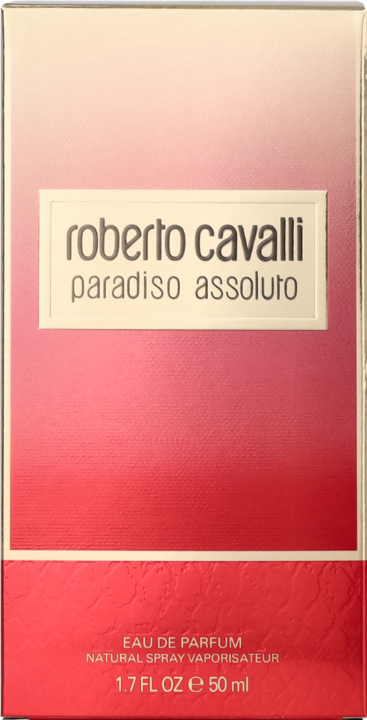 roberto cavalli
paradiso assoluto
EAU DE PARFUM
NATURAL SPRAY VAPORISATEUR
1.7 FL OZ ℮ 50 ml